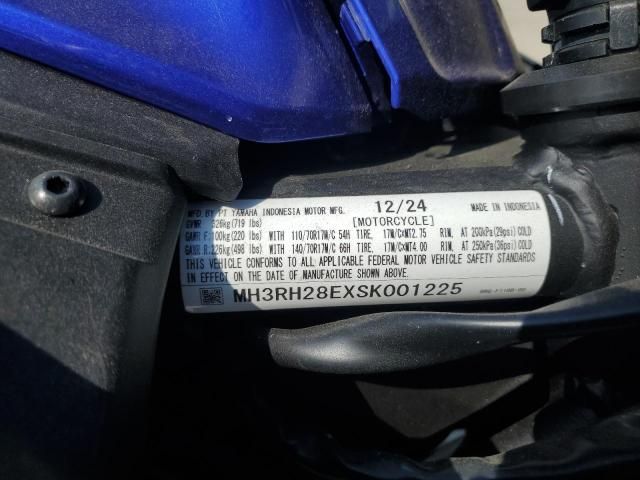 MFD.BY PT YAMAHA INDONESIA MOTOR MFG. 12/24 MADE IN INDONESIA
GVWR 326kg(719 lbs) [MOTORCYCLE]
GAWR F:100kg(220 lbs) WITH 110/70R17M/C 54H TIRE, 17M/CxMT2.75 RIM, AT 200kPa(29psi)COLD
GAWR R:226kg(498 lbs) WITH 140/70R17M/C 66H TIRE, 17M/CxMT4.00 RIM, AT 250kPa(36psi)COLD
THIS VEHICLE CONFORMS TO ALL APPLICABLE FEDERAL MOTOR VEHICLE SAFETY STANDARDS
IN EFFECT ON THE DATE OF MANUFACTURE SHOWN ABOVE.
MH3RH28EXSK001225